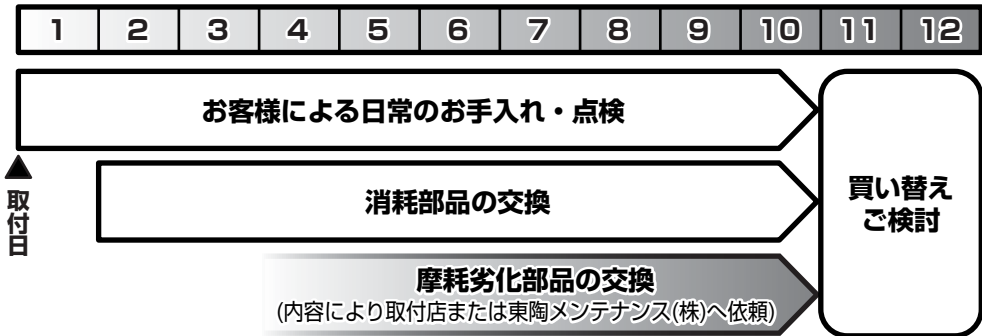 1 2 3 4 5 6 7 8 9 10 11 12
お客様による日常のお手入れ・点検
取付日
消耗部品の交換
買い替え
ご検討
摩耗劣化部品の交換
(内容により取付店または東陶メンテナンス(株)へ依頼)